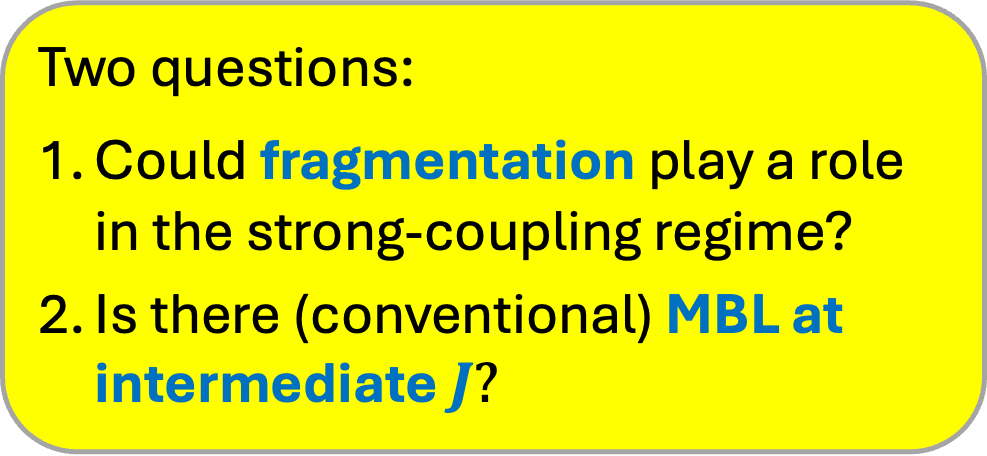 Two questions:
1. Could fragmentation play a role
in the strong-coupling regime?
2. Is there (conventional) MBL at
intermediate J?